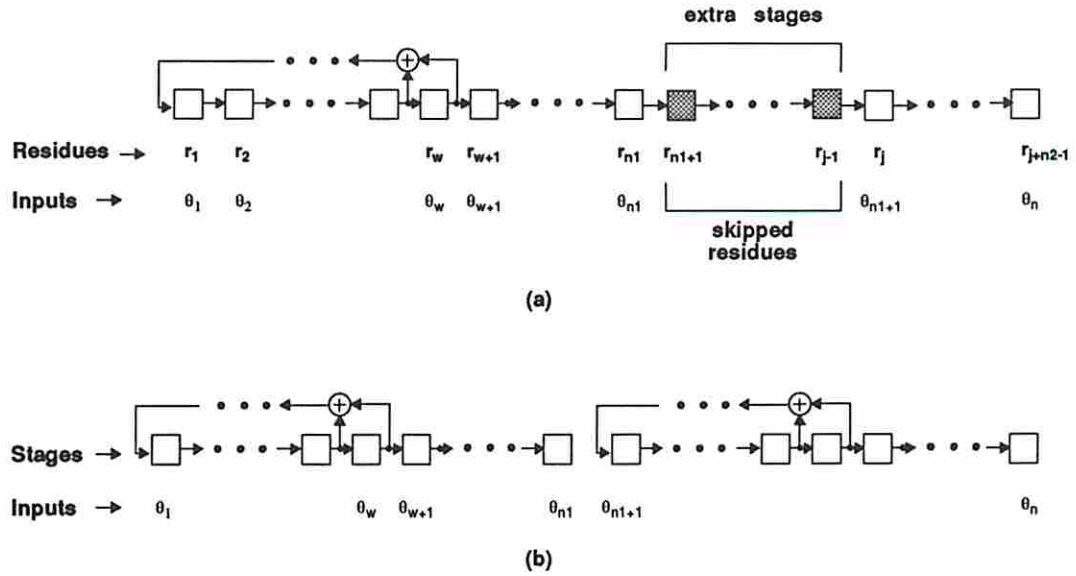 extra stages
Residues → r1 r2 rw rw+1 rn1 rn1+1 rj-1 rj rj+n2-1
Inputs → θ1 θ2 θw θw+1 θn1 θn1+1 θn
skipped
residues
(a)
Stages →
Inputs → θ1 θw θw+1 θn1 θn1+1 θn
(b)